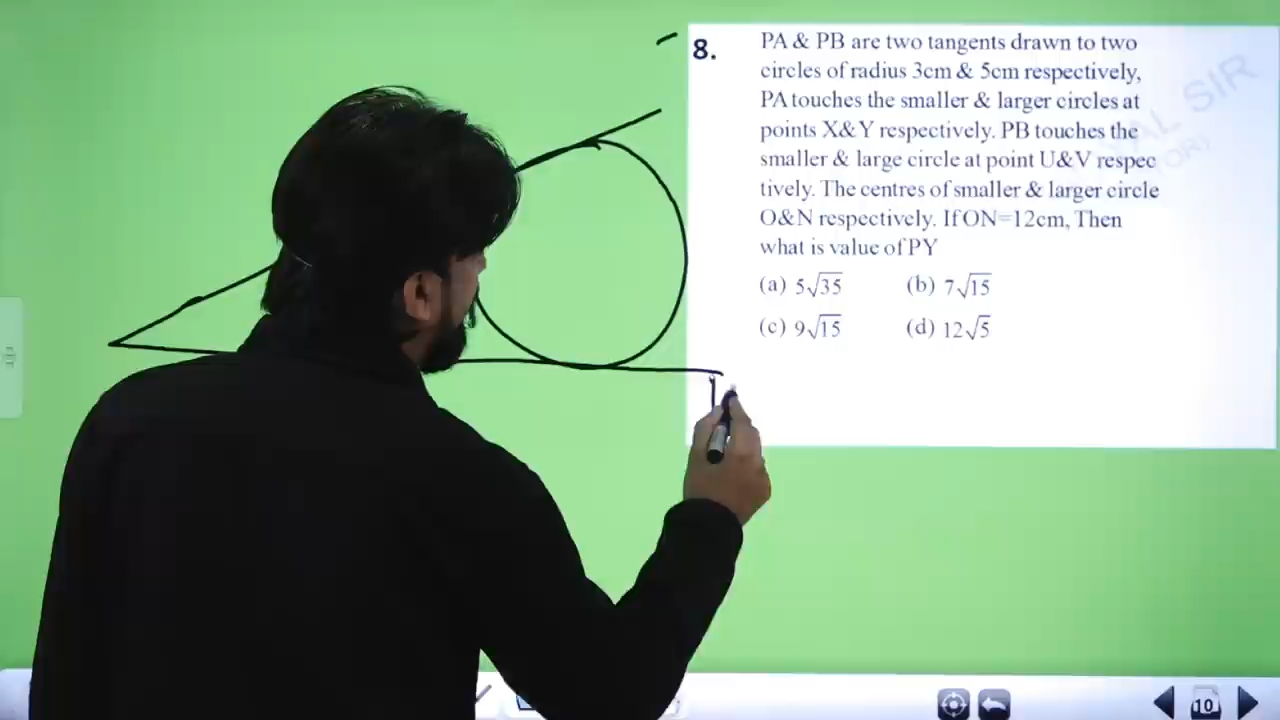 8. PA & PB are two tangents drawn to two
circles of radius 3cm & 5cm respectively,
PA touches the smaller & larger circles at
points X&Y respectively. PB touches the
smaller & large circle at point U&V respec
tively. The centres of smaller & larger circle
O&N respectively. If ON=12cm, Then
what is value of PY
(a) 5√35 (b) 7√15
(c) 9√15 (d) 12√5
10